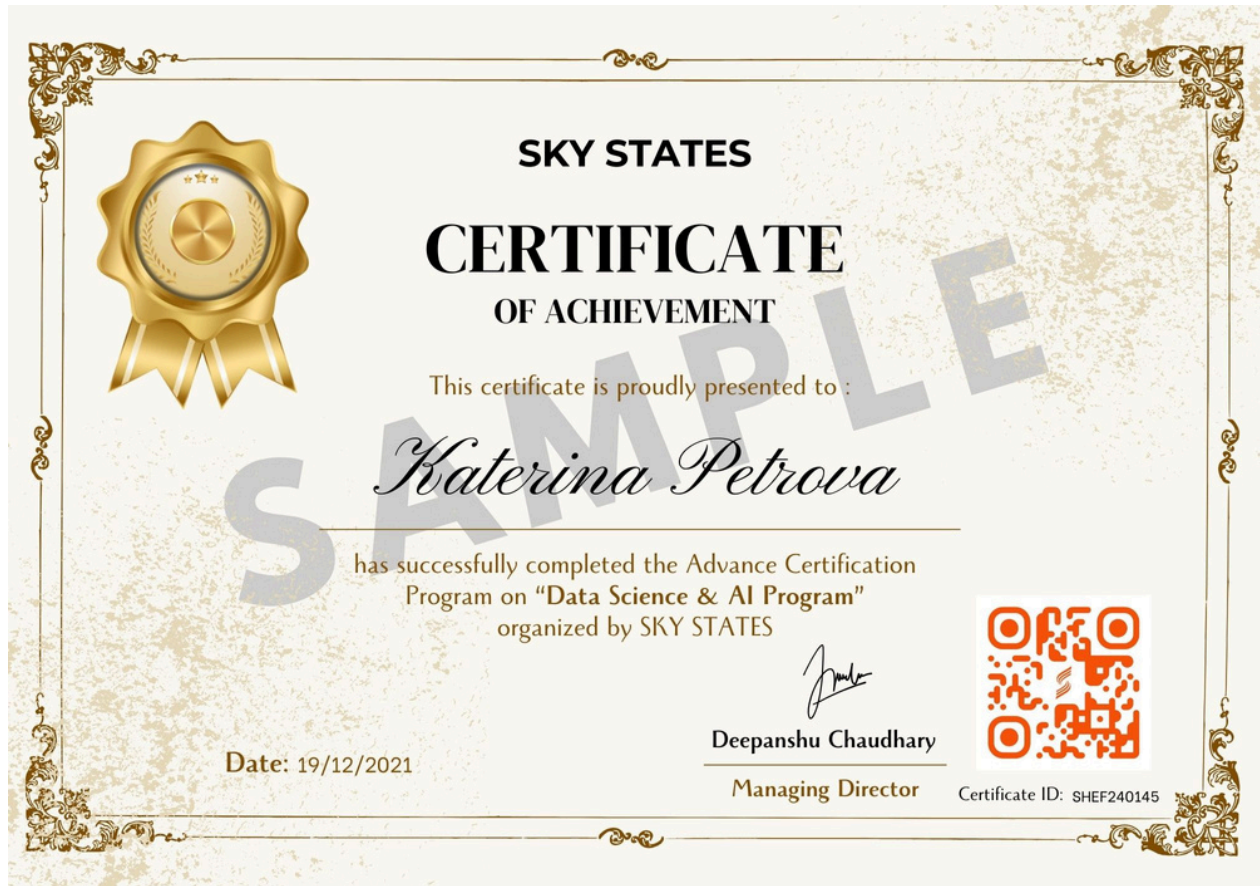 SKY STATES
CERTIFICATE
OF ACHIEVEMENT
This certificate is proudly presented to :
Katerina Petrova
SAMPLE
has successfully completed the Advance Certification
Program on “Data Science & AI Program”
organized by SKY STATES
Deepanshu Chaudhary
Managing Director
Date: 19/12/2021
Certificate ID: SHEF240145